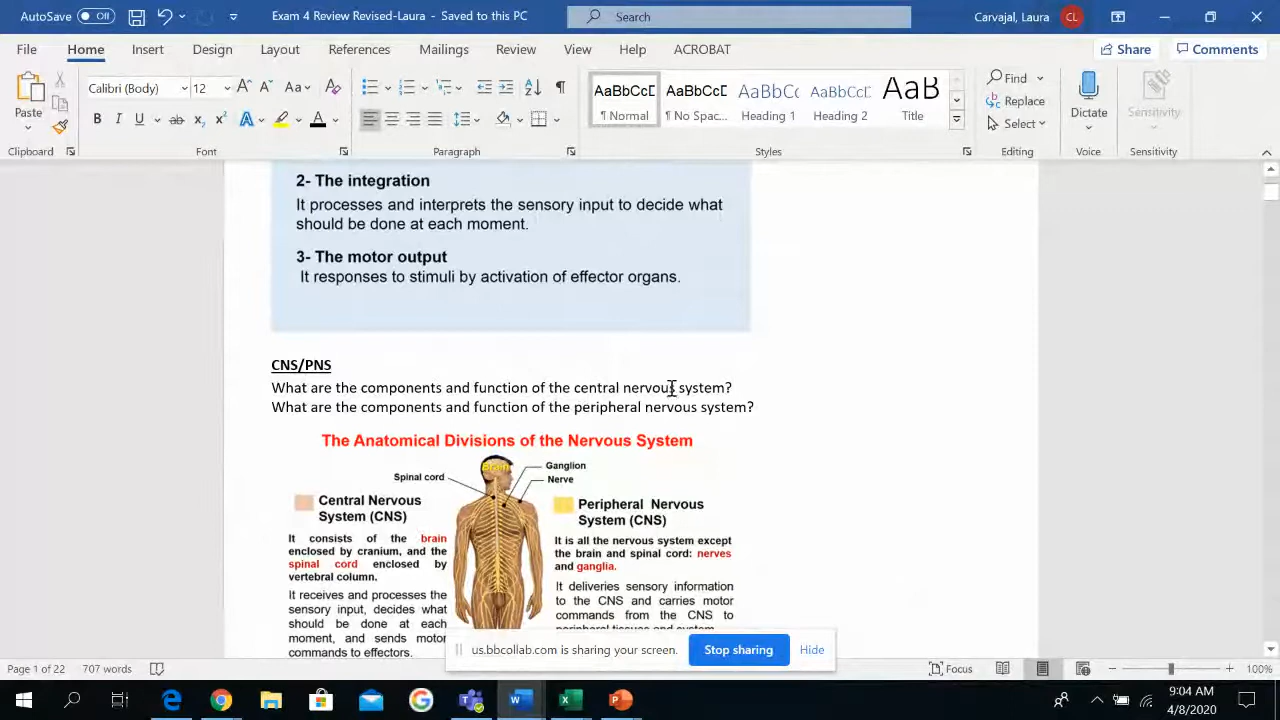 AutoSave Off Exam 4 Review Revised-Laura - Saved to this PC Search Carvajal, Laura CL
File Home Insert Design Layout References Mailings Review View Help ACROBAT Share Comments
Calibri (Body) 12 Aa AaBbCcD AaBbCcD AaBbCc AaBbCcD AaB Find
Paste Replace Dictate Sensitivity
B I U ab x₂ x² A A ¶ Normal ¶ No Spac... Heading 1 Heading 2 Title Select
Clipboard Font Paragraph Styles Editing Voice Sensitivity
2- The integration
It processes and interprets the sensory input to decide what
should be done at each moment.
3- The motor output
It responses to stimuli by activation of effector organs.
CNS/PNS
What are the components and function of the central nervous system?
What are the components and function of the peripheral nervous system?
The Anatomical Divisions of the Nervous System
Brain
Ganglion
Spinal cord
Nerve
Central Nervous
System (CNS)
It consists of the brain
enclosed by cranium, and the
spinal cord enclosed by
vertebral column.
It receives and processes the
sensory input, decides what
should be done at each
moment, and sends motor
commands to effectors.
Peripheral Nervous
System (CNS)
It is all the nervous system except
the brain and spinal cord: nerves
and ganglia.
It deliveries sensory information
to the CNS and carries motor
commands from the CNS to
peripheral tissues and system
us.bbcollab.com is sharing your screen. Stop sharing Hide
Page 1 of 22 707 words Focus 100%
9:04 AM
4/8/2020